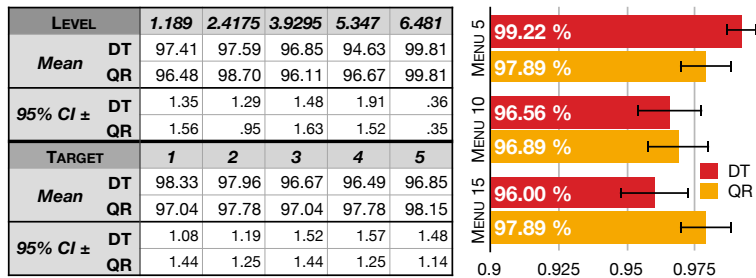 LEVEL 1.189 2.4175 3.9295 5.347 6.481
Mean DT 97.41 97.59 96.85 94.63 99.81
QR 96.48 98.70 96.11 96.67 99.81
95% CI ± DT 1.35 1.29 1.48 1.91 .36
QR 1.56 .95 1.63 1.52 .35
TARGET 1 2 3 4 5
Mean DT 98.33 97.96 96.67 96.49 96.85
QR 97.04 97.78 97.04 97.78 98.15
95% CI ± DT 1.08 1.19 1.52 1.57 1.48
QR 1.44 1.25 1.44 1.25 1.14
MENU 5
99.22 %
97.89 %
MENU 10
96.56 %
96.89 %
MENU 15
96.00 %
97.89 %
DT
QR
0.9 0.925 0.95 0.975